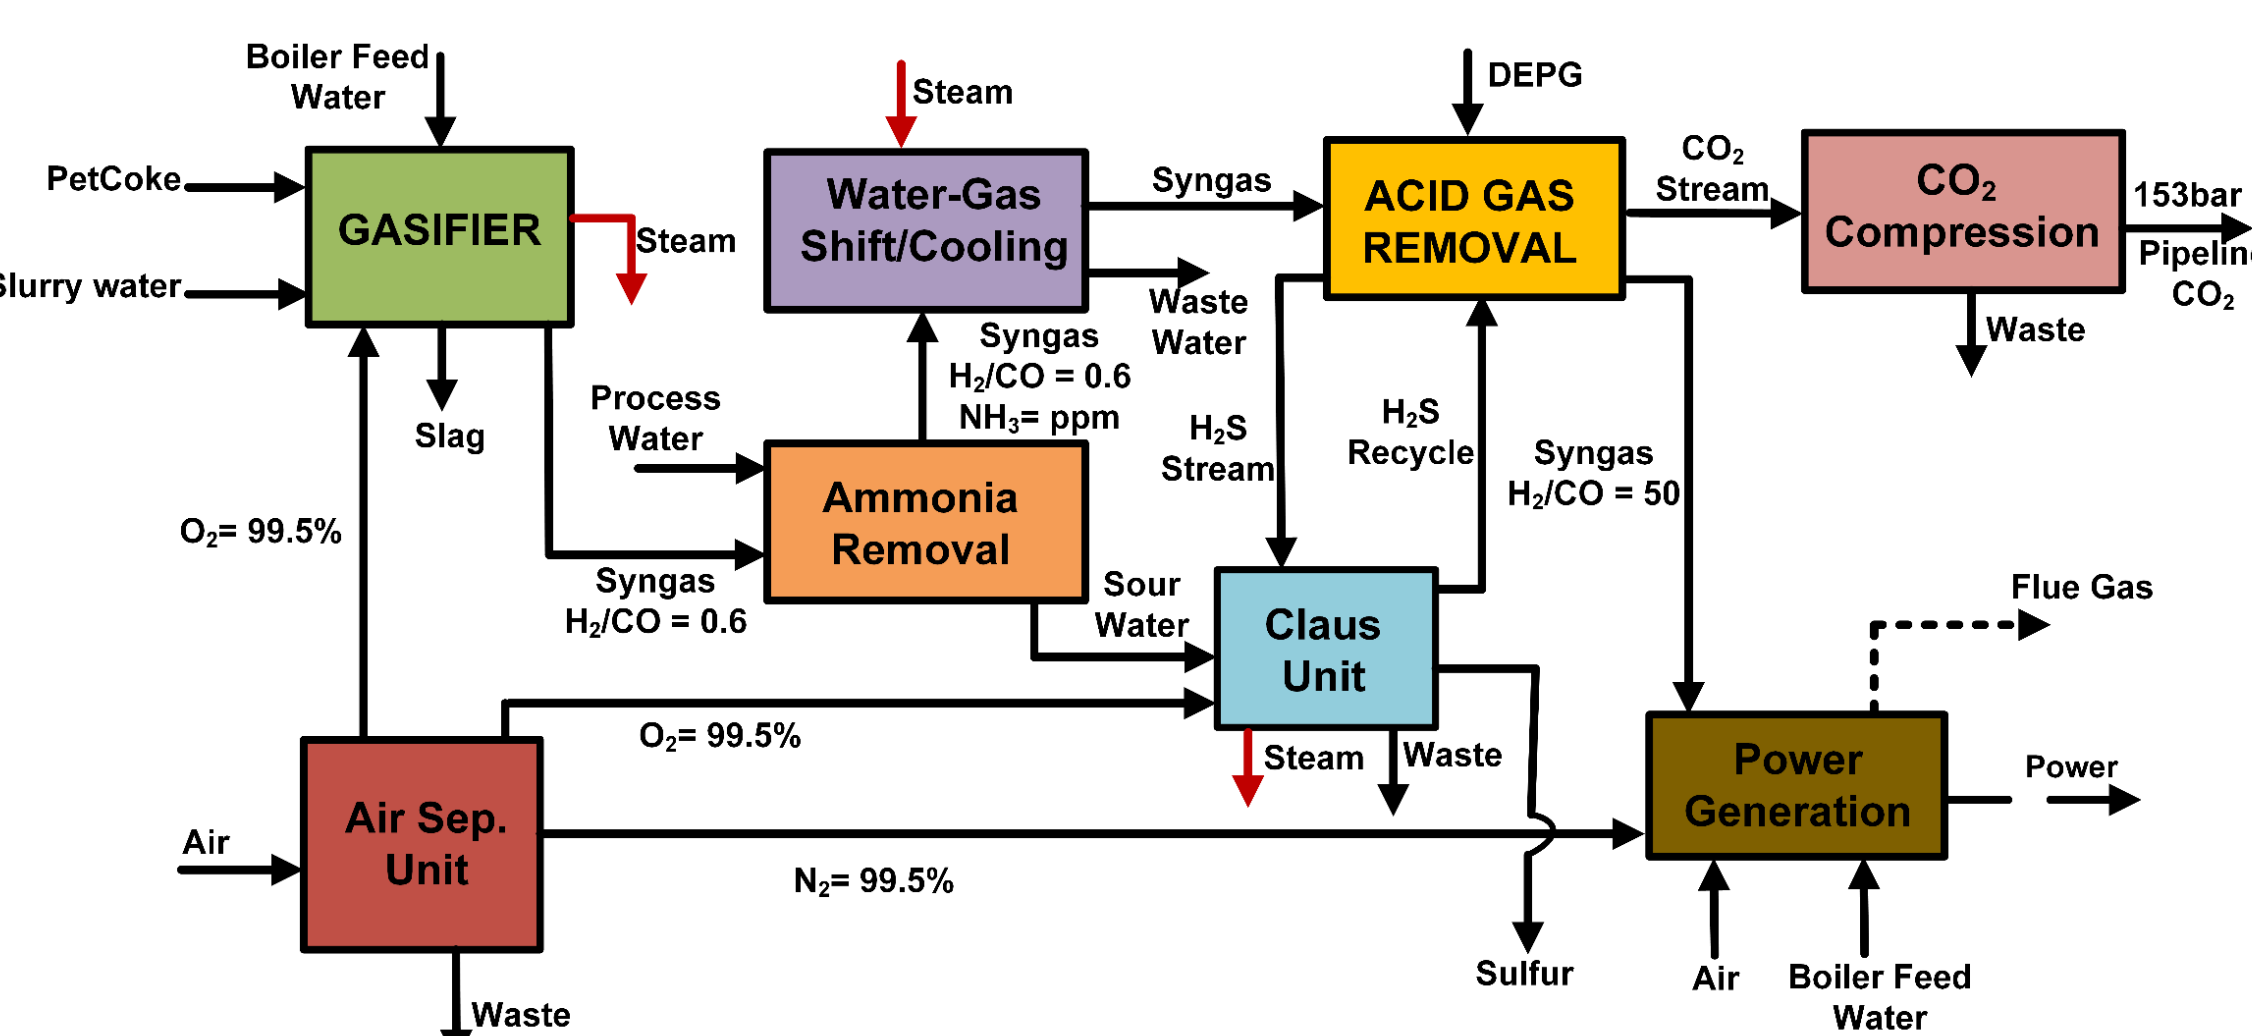 Boiler Feed
Water
PetCoke
Slurry water
GASIFIER
Steam
Slag
O₂= 99.5%
Syngas
H₂/CO = 0.6
Process
Water
Ammonia
Removal
Syngas
H₂/CO = 0.6
NH₃= ppm
Steam
Water-Gas
Shift/Cooling
Syngas
Waste
Water
DEPG
ACID GAS
REMOVAL
CO₂
Stream
CO₂
Compression
153bar
Pipeline
CO₂
Waste
H₂S
Stream
H₂S
Recycle
Syngas
H₂/CO = 50
Sour
Water
Claus
Unit
O₂= 99.5%
Steam
Waste
Sulfur
Air
Air Sep.
Unit
Waste
N₂= 99.5%
Flue Gas
Power
Generation
Power
Air
Boiler Feed
Water